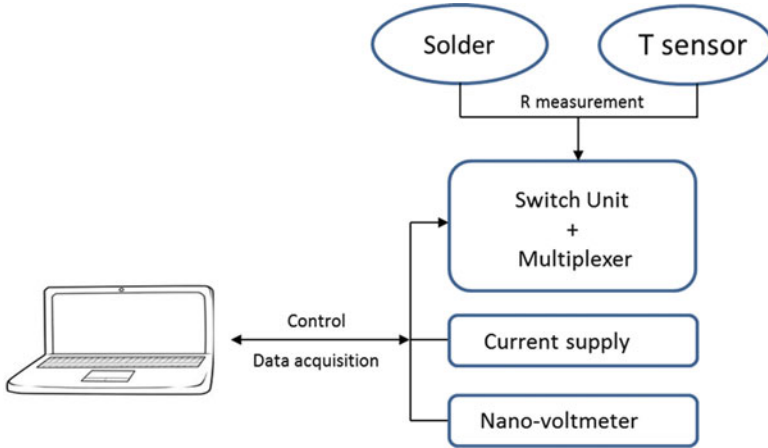 Solder
T sensor
R measurement
Switch Unit
+
Multiplexer
Control
Data acquisition
Current supply
Nano-voltmeter